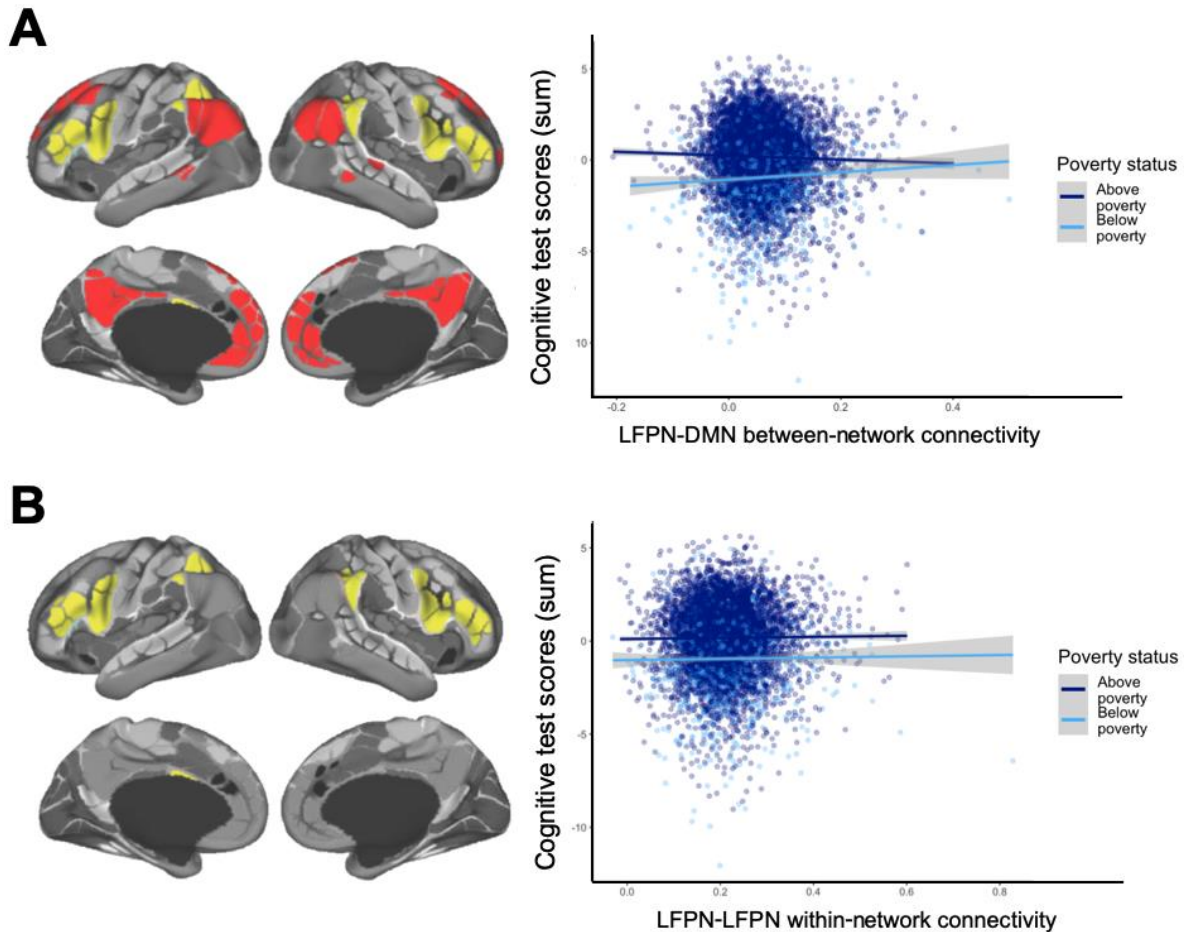 A
Cognitive test scores (sum)
5
0
-5
10
-0.2
0.0
0.2
0.4
LFPN-DMN between-network connectivity
Poverty status
Above
poverty
Below
poverty
B
Cognitive test scores (sum)
5
0
-5
-10
0.0
0.2
0.4
0.6
0.8
LFPN-LFPN within-network connectivity
Poverty status
Above
poverty
Below
poverty